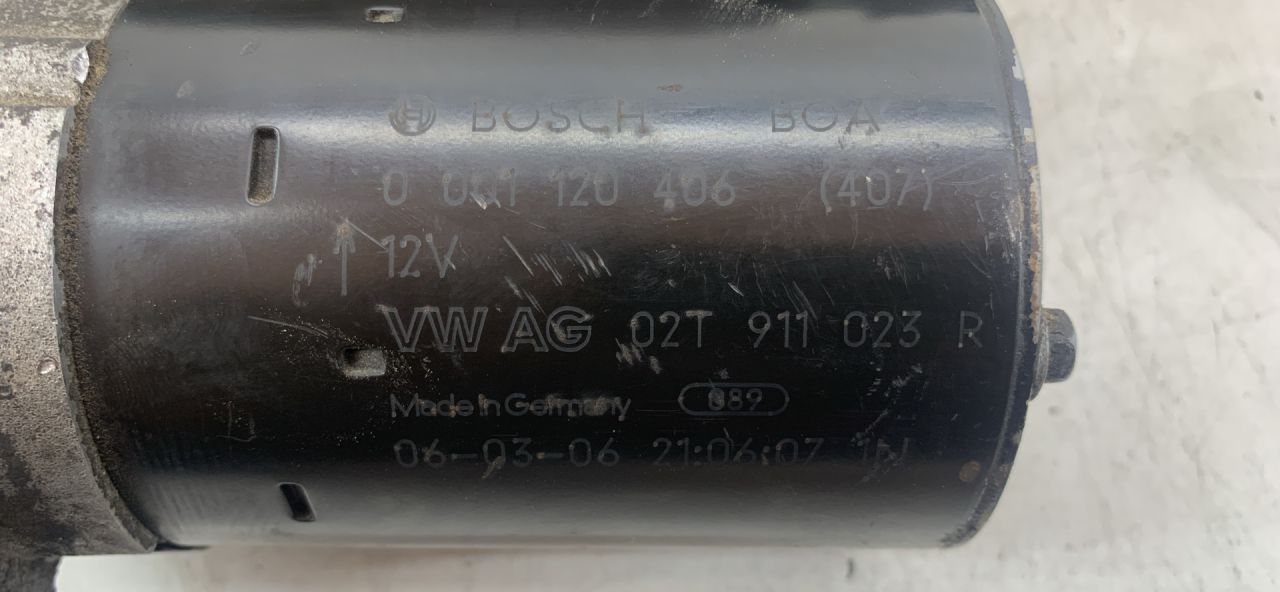 BOSCH BOA
0 001 120 406 (407)
12V
VW AG 02T 911 023 R
Made in Germany 889
06-03-06 21:06:07